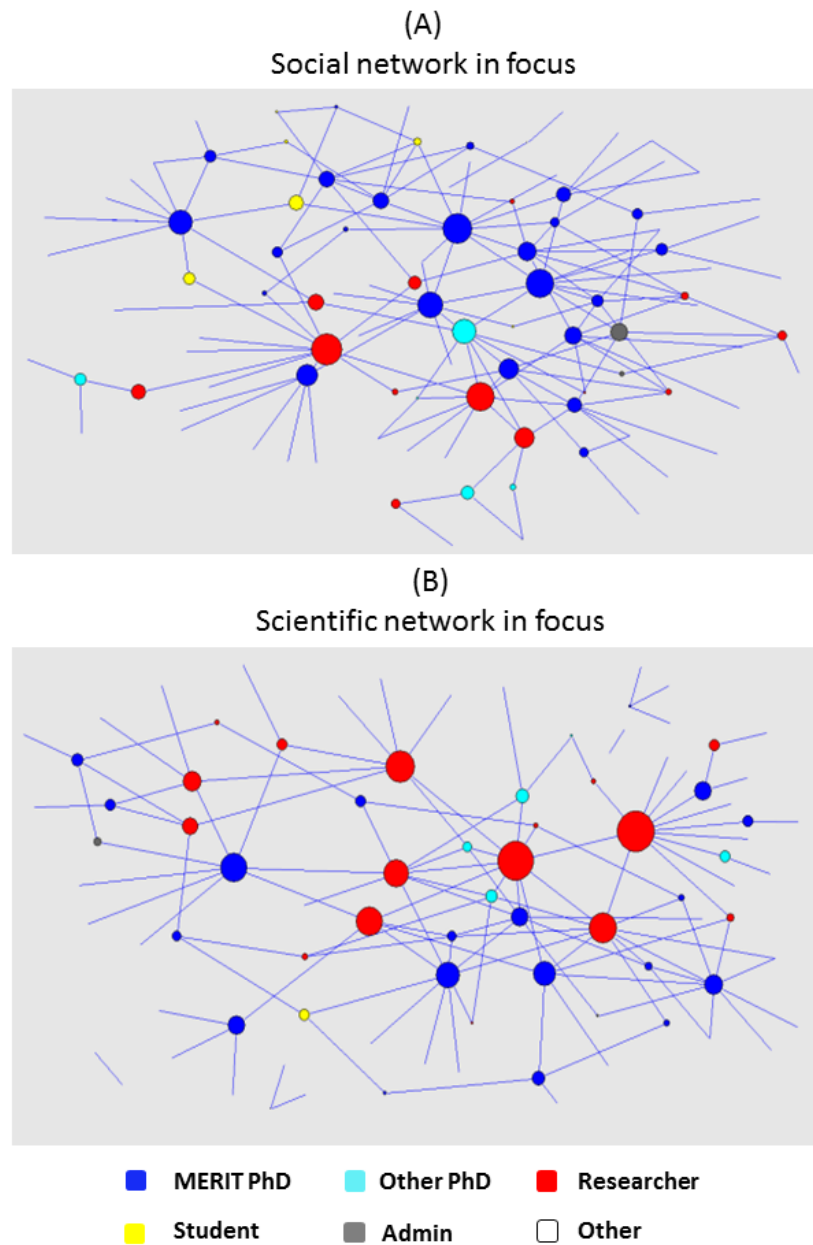 (A)
Social network in focus
(B)
Scientific network in focus
MERIT PhD Other PhD Researcher
Student Admin Other